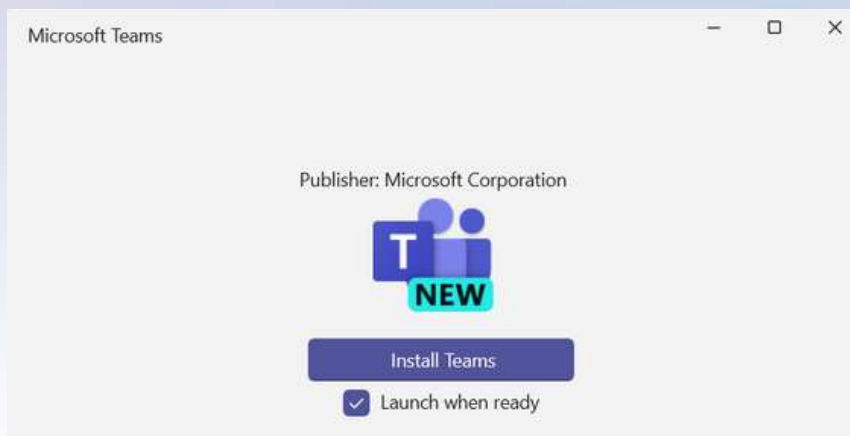 Microsoft Teams
Publisher: Microsoft Corporation
T
NEW
Install Teams
Launch when ready